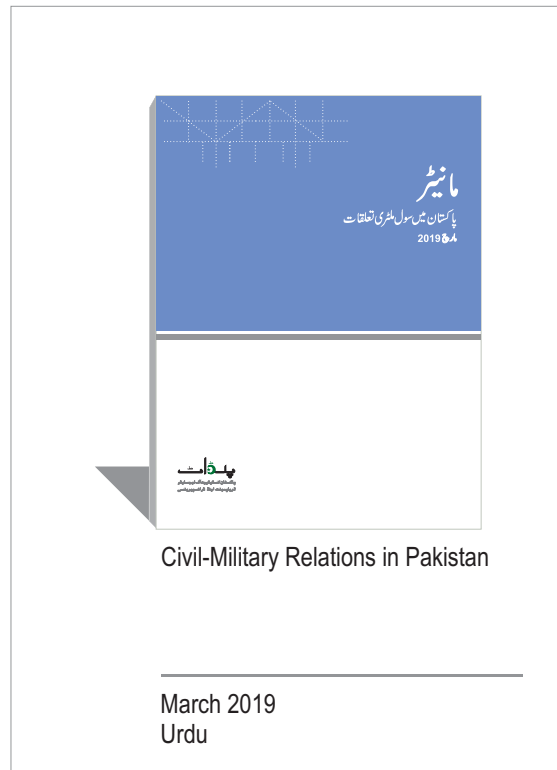 مانیٹر
پاکستان میں سول ملٹری تعلقات
مارچ 2019
پلڈاٹ
Civil-Military Relations in Pakistan
March 2019
Urdu